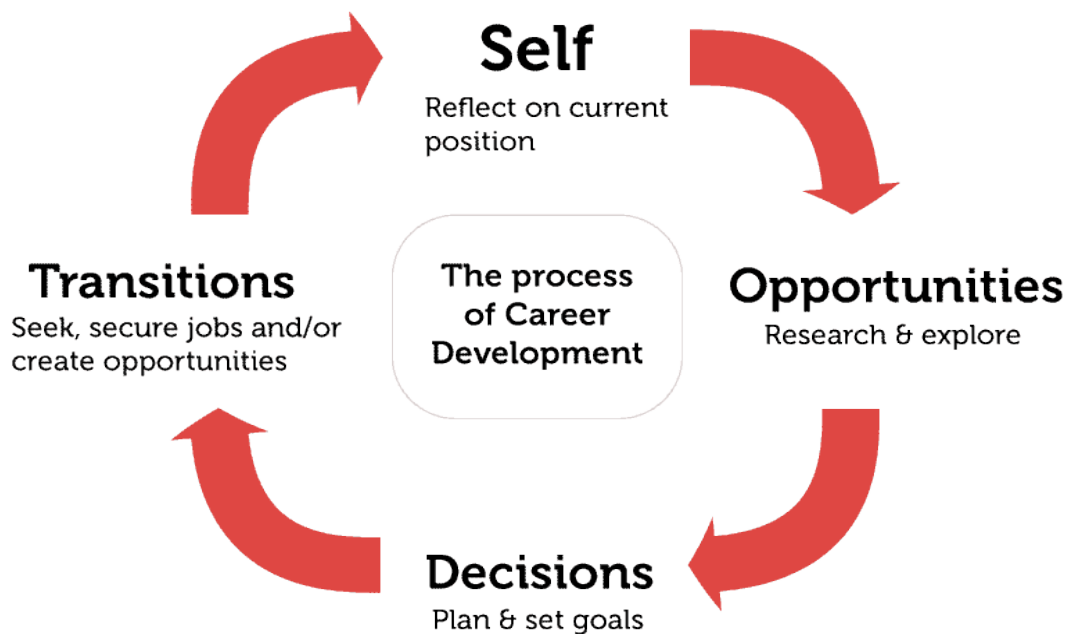 Self
Reflect on current
position
Opportunities
Research & explore
Decisions
Plan & set goals
Transitions
Seek, secure jobs and/or
create opportunities
The process
of Career
Development